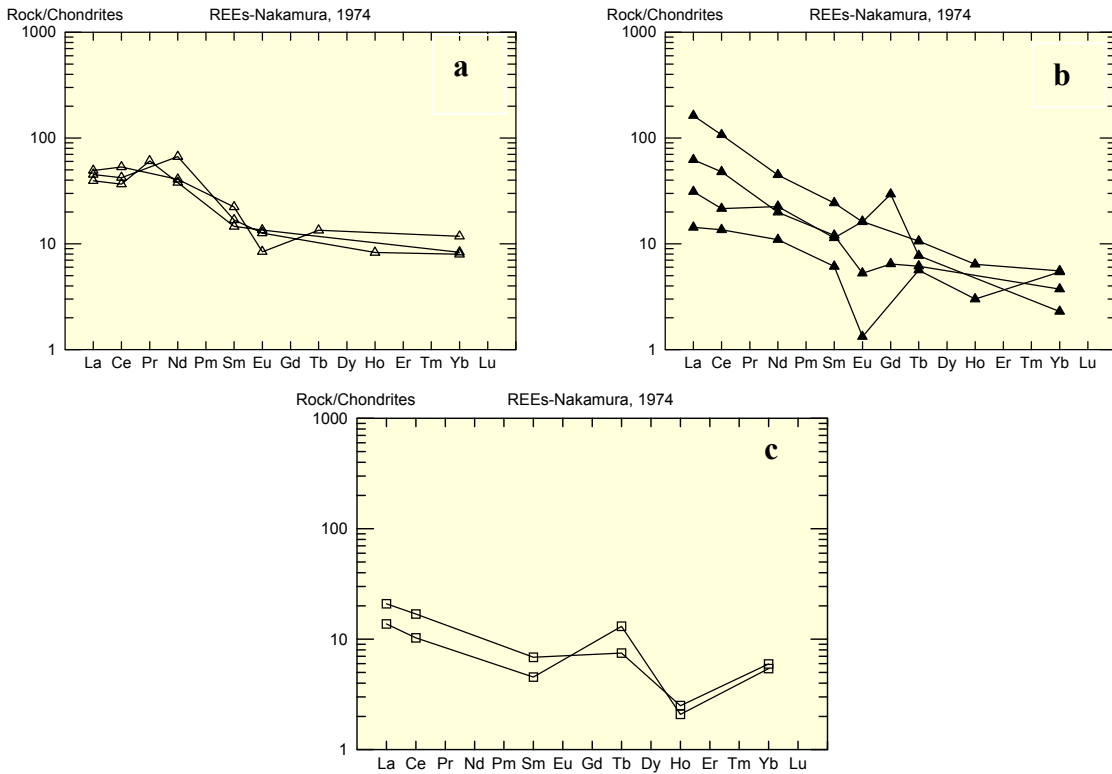 Rock/Chondrites REEs-Nakamura, 1974
1000
a
100
10
1
La Ce Pr Nd Pm Sm Eu Gd Tb Dy Ho Er Tm Yb Lu
Rock/Chondrites REEs-Nakamura, 1974
1000
b
100
10
1
La Ce Pr Nd Pm Sm Eu Gd Tb Dy Ho Er Tm Yb Lu
Rock/Chondrites REEs-Nakamura, 1974
1000
c
100
10
1
La Ce Pr Nd Pm Sm Eu Gd Tb Dy Ho Er Tm Yb Lu